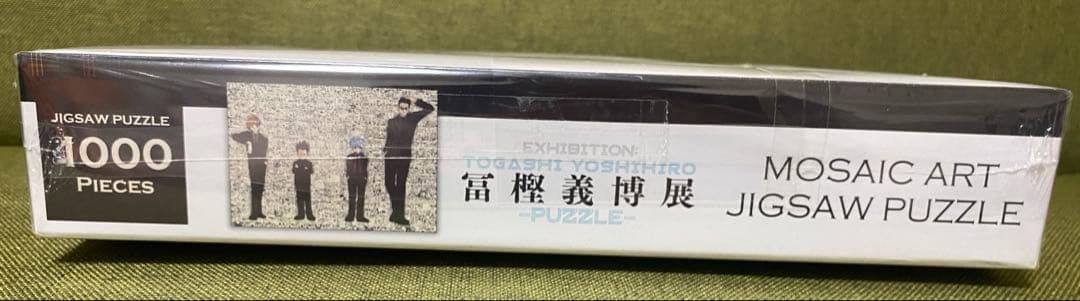 JIGSAW PUZZLE
1000
PIECES
EXHIBITION:
TOGASHI YOSHIHIRO
冨樫義博展
-PUZZLE-
MOSAIC ART
JIGSAW PUZZLE